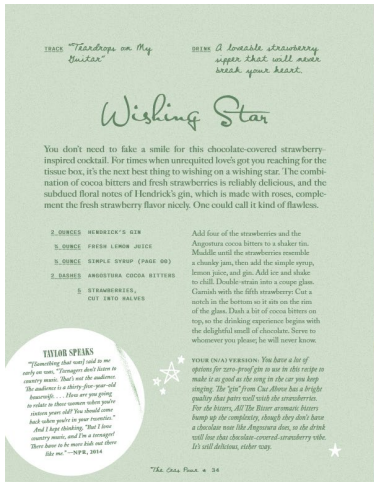 TRACK "Teardrops on My
Guitar"
DRINK A loveable strawberry
sipper that will never
break your heart.
Wishing Star
You don't need to fake a smile for this chocolate-covered strawberry-
inspired cocktail. For times when unrequited love's got you reaching for the
tissue box, it's the next best thing to wishing on a wishing star. The combi-
nation of cocoa bitters and fresh strawberries is reliably delicious, and the
subdued floral notes of Hendrick's gin, which is made with roses, comple-
ment the fresh strawberry flavor nicely. One could call it kind of flawless.
2 OUNCES HENDRICK'S GIN
.5 OUNCE FRESH LEMON JUICE
.5 OUNCE SIMPLE SYRUP (PAGE 00)
2 DASHES ANGOSTURA COCOA BITTERS
5 STRAWBERRIES,
CUT INTO HALVES
Add four of the strawberries and the
Angostura cocoa bitters to a shaker tin.
Muddle until the strawberries resemble
a chunky jam, then add the simple syrup,
lemon juice, and gin. Add ice and shake
to chill. Double-strain into a coupe glass.
Garnish with the fifth strawberry: Cut a
notch in the bottom so it sits on the rim
of the glass. Dash a bit of cocoa bitters on
top, so the drinking experience begins with
the delightful smell of chocolate. Serve to
whomever you please; he will never know.
YOUR (N/A) VERSION: You have a lot of
options for zero-proof gin to use in this recipe to
make it as good as the song in the car you keep
singing. The "gin" from Cut Above has a bright
quality that pairs well with the strawberries.
For the bitters, All The Bitter aromatic bitters
bump up the complexity, though they don't have
a chocolate note like Angostura does, so the drink
will lose that chocolate-covered-strawberry vibe.
It's still delicious, either way.
TAYLOR SPEAKS
"[Something that was] said to me
early on was, 'Teenagers don't listen to
country music. That's not the audience.
The audience is a thirty-five-year-old
housewife. . . . How are you going
to relate to those women when you're
sixteen years old? You should come
back when you're in your twenties.'
And I kept thinking, 'But I love
country music, and I'm a teenager!
There have to be more kids out there
like me.'" —NPR, 2014
"The Eras Pour ★ 34